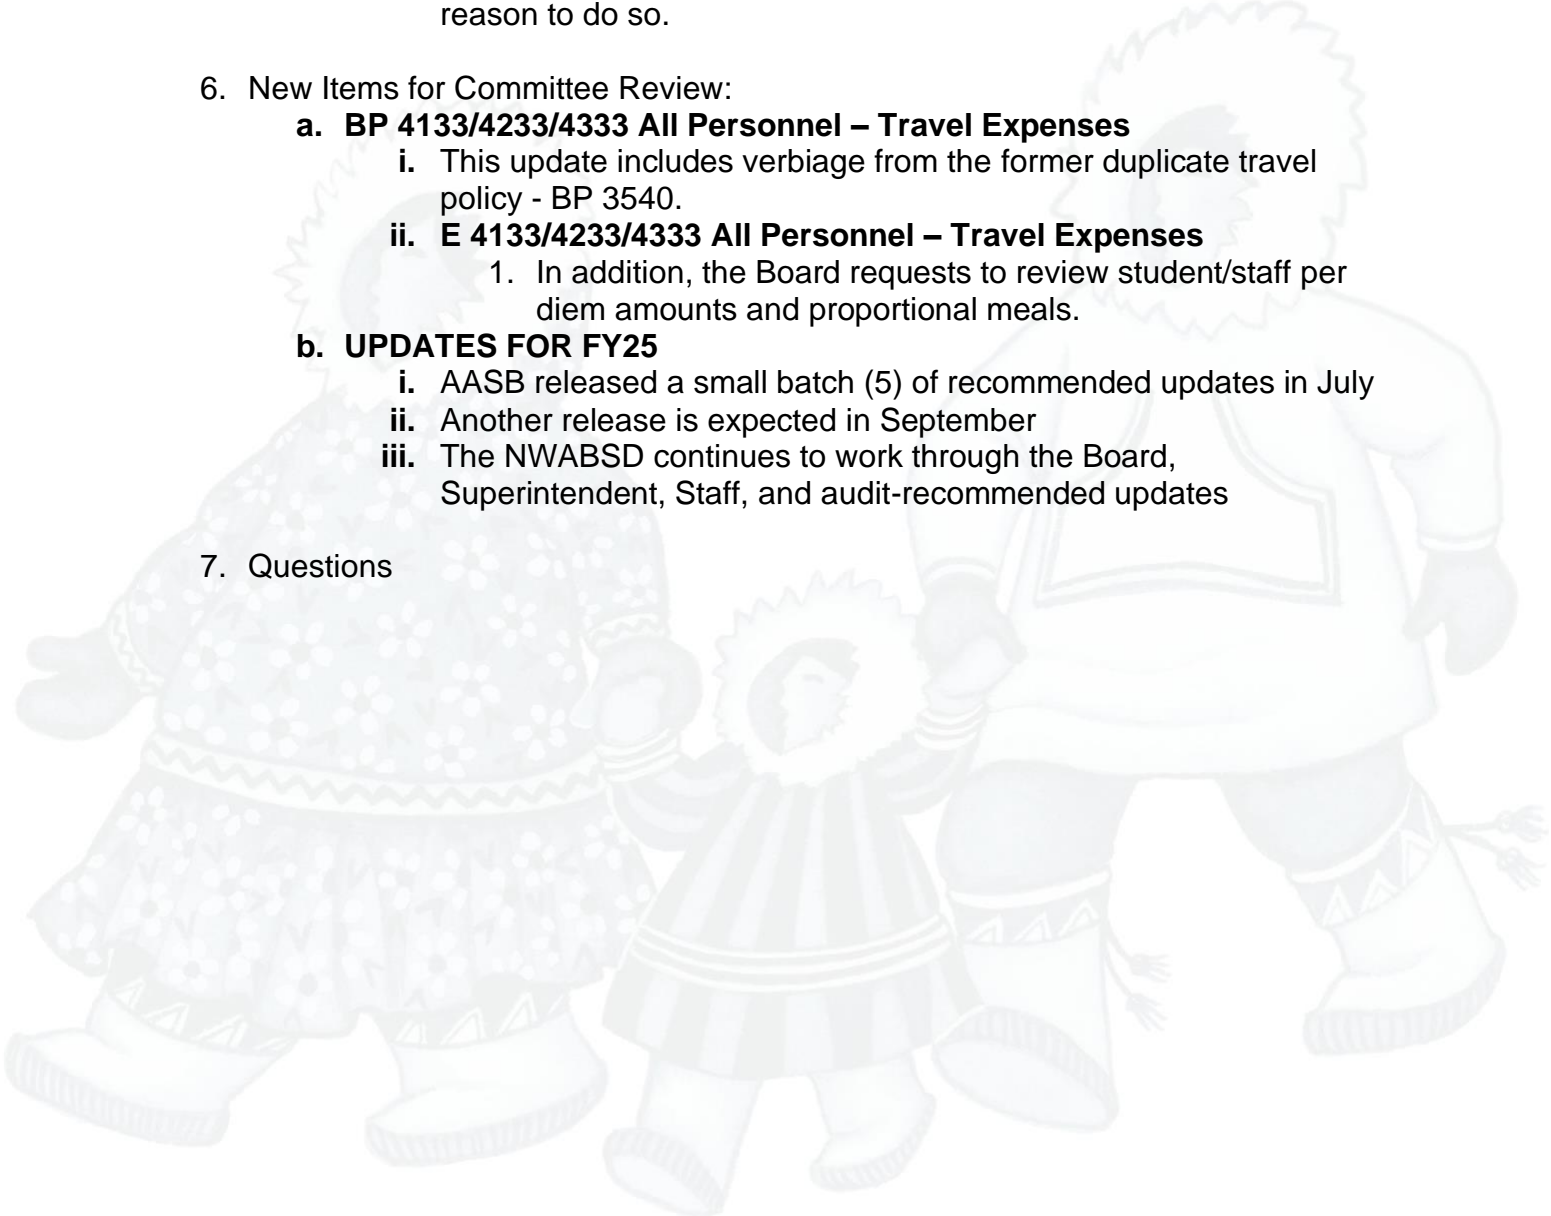 reason to do so.
6. New Items for Committee Review:
a. BP 4133/4233/4333 All Personnel – Travel Expenses
i. This update includes verbiage from the former duplicate travel
policy - BP 3540.
ii. E 4133/4233/4333 All Personnel – Travel Expenses
1. In addition, the Board requests to review student/staff per
diem amounts and proportional meals.
b. UPDATES FOR FY25
i. AASB released a small batch (5) of recommended updates in July
ii. Another release is expected in September
iii. The NWABSD continues to work through the Board,
Superintendent, Staff, and audit-recommended updates
7. Questions